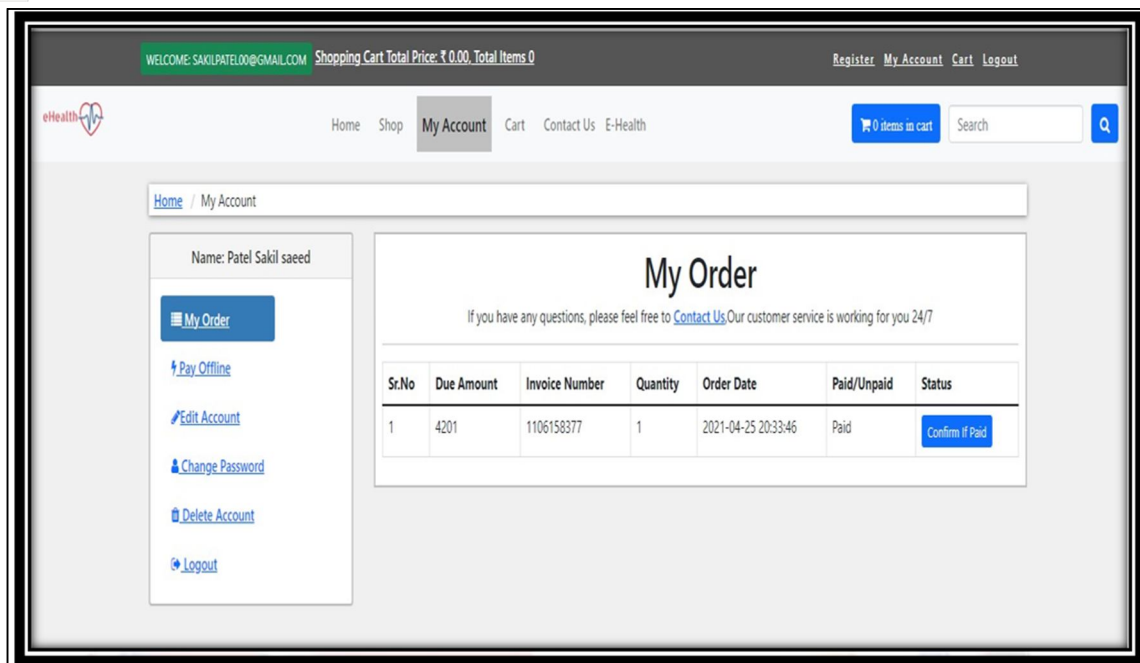 WELCOME: SAKILPATEL00@GMAIL.COM Shopping Cart Total Price: ₹ 0.00, Total Items 0
Register My Account Cart Logout
eHealth
Home Shop My Account Cart Contact Us E-Health
0 items in cart
Search
Home / My Account
Name: Patel Sakil saeed
My Order
Pay Offline
Edit Account
Change Password
Delete Account
Logout
My Order
If you have any questions, please feel free to Contact Us,Our customer service is working for you 24/7
Sr.No Due Amount Invoice Number Quantity Order Date Paid/Unpaid Status
1 4201 1106158377 1 2021-04-25 20:33:46 Paid Confirm If Paid